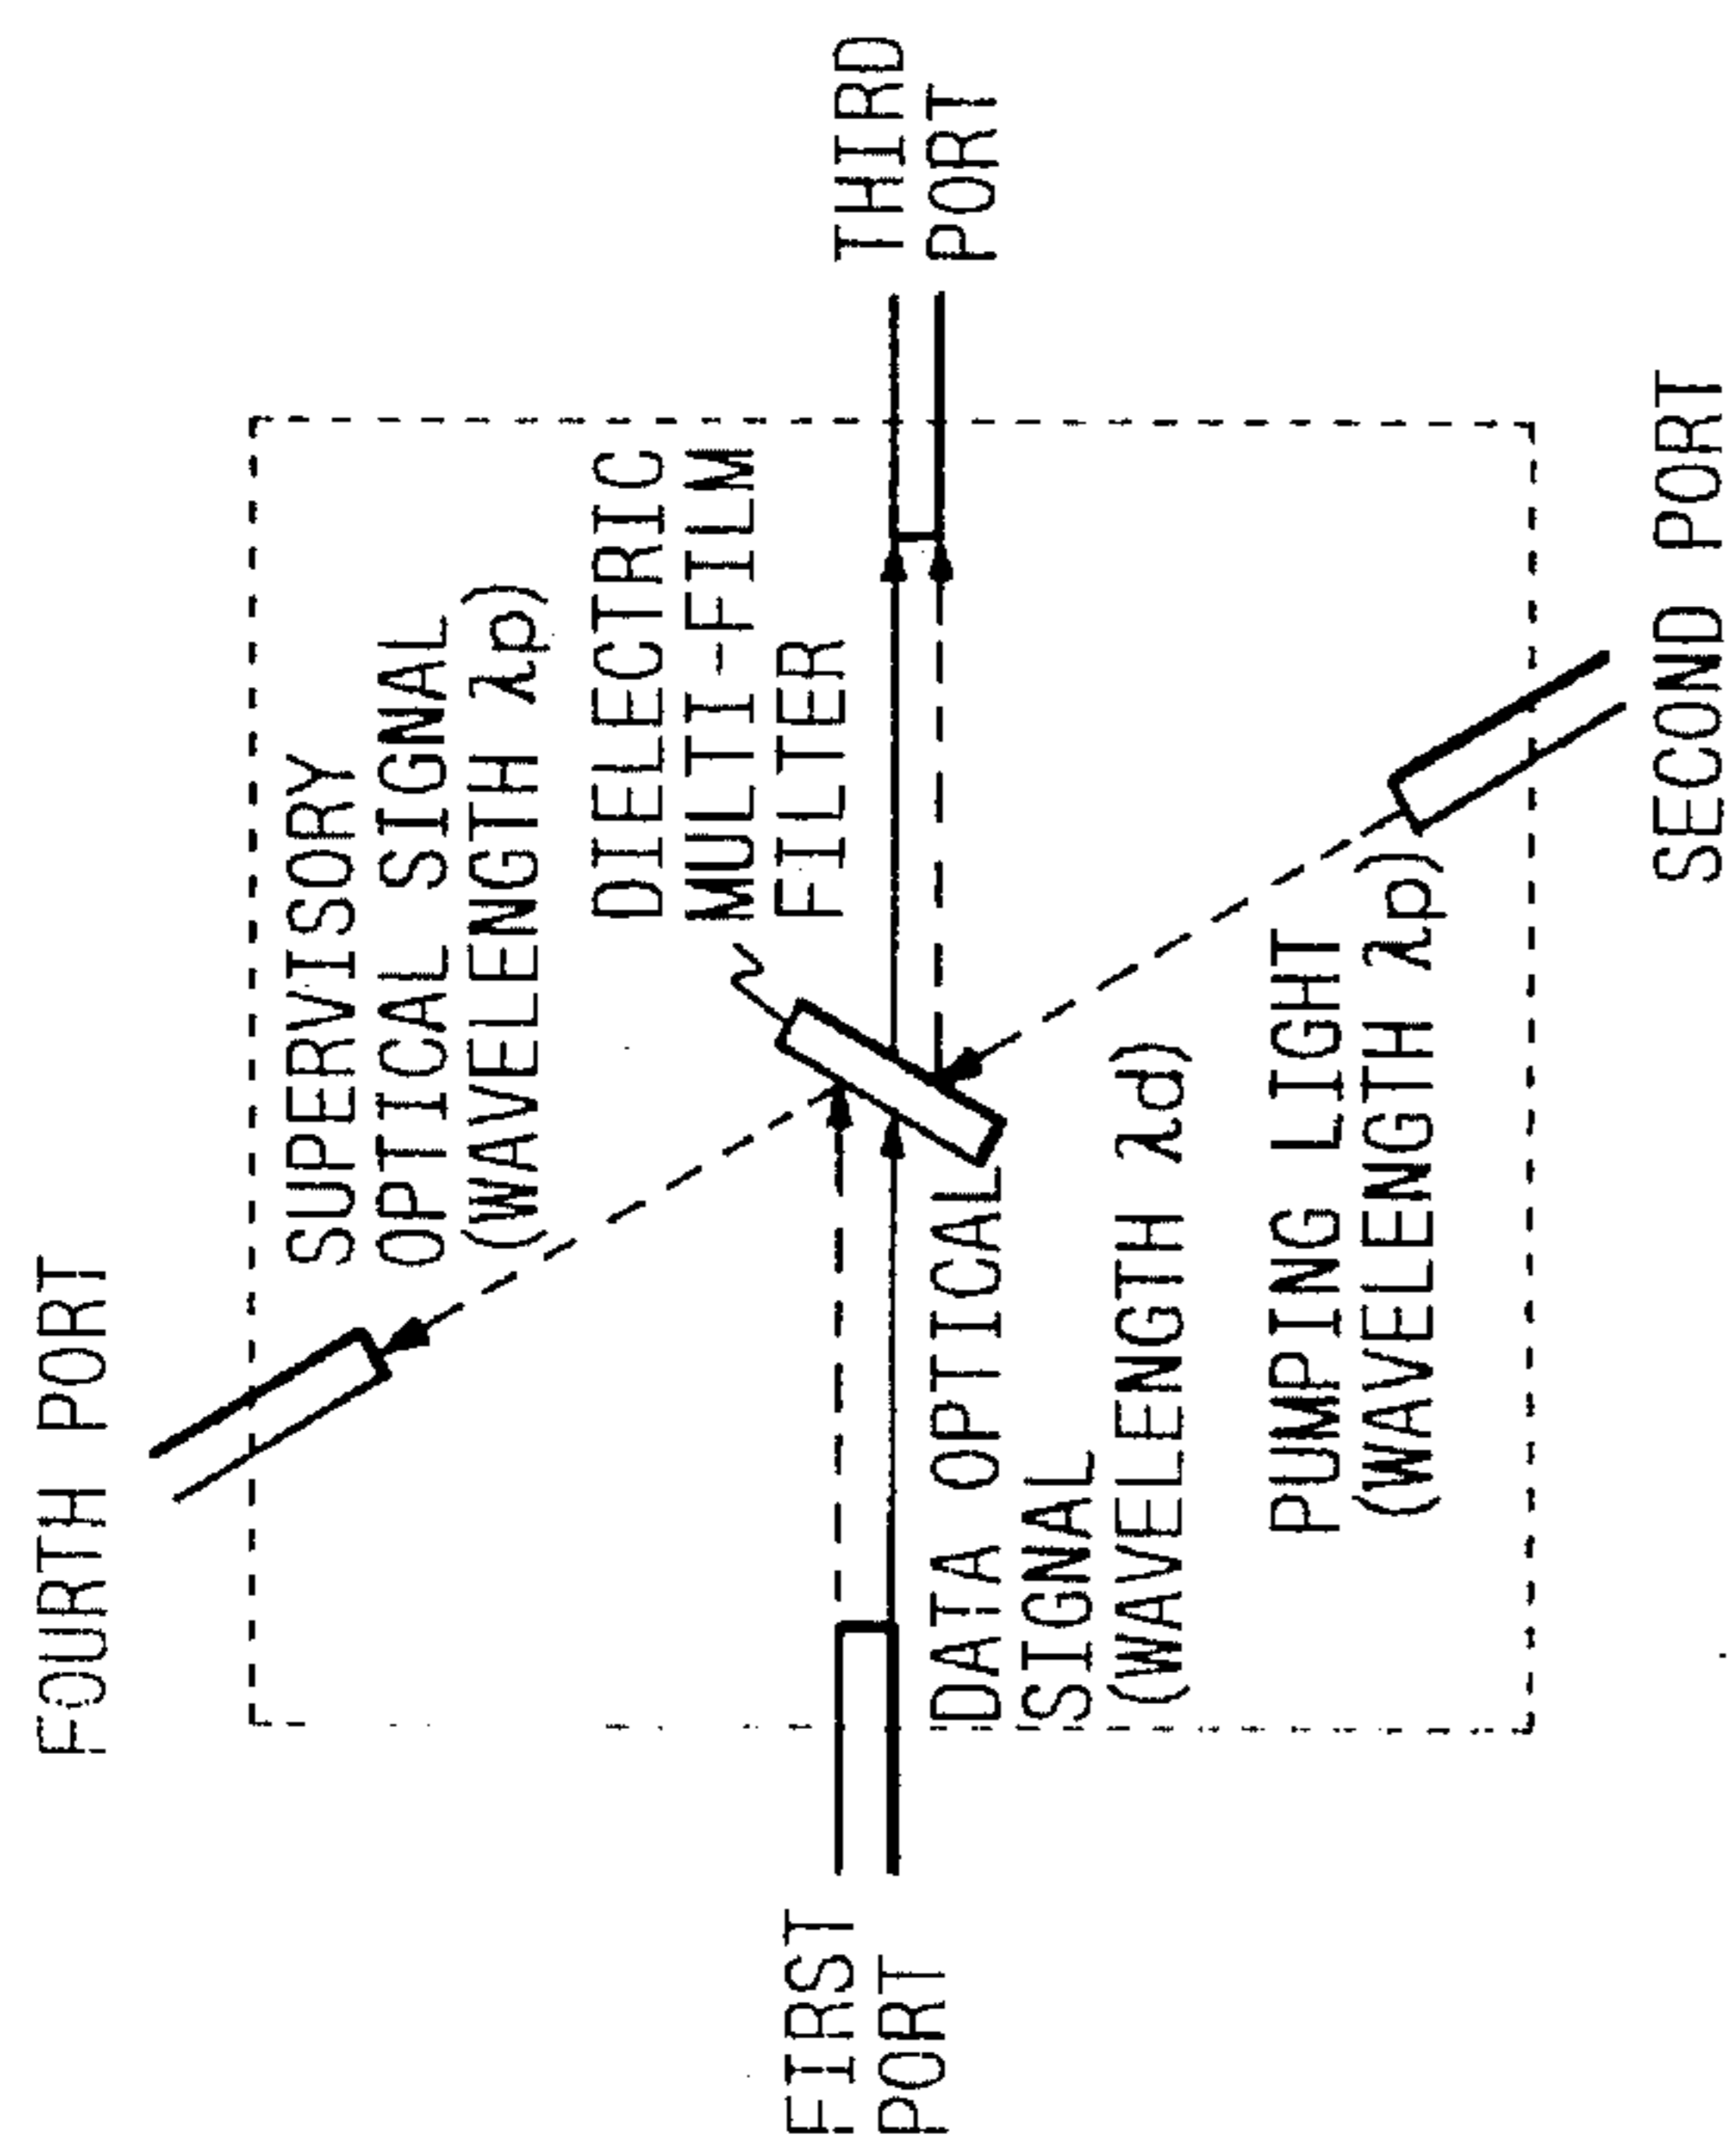 FOURTH PORT
SUPERVISORY
OPTICAL SIGNAL
(WAVELENGTH λp)
DIELECTRIC
MULTI-FILM
FILTER
FIRST
PORT
THIRD
PORT
DATA OPTICAL
SIGNAL
(WAVELENGTH λd)
PUMPING LIGHT
(WAVELENGTH λp)
SECOND PORT